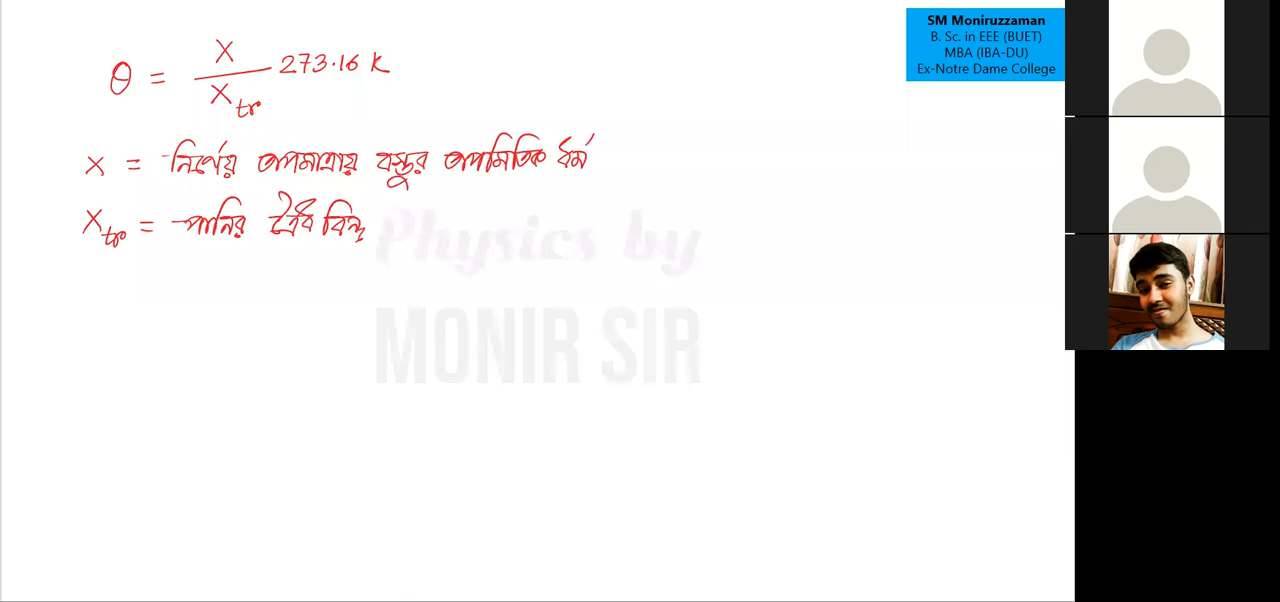 SM Moniruzzaman
B. Sc. in EEE (BUET)
MBA (IBA-DU)
Ex-Notre Dame College
θ = X / X_tr 273.16 K
X = নির্ণেয় তাপমাত্রায় বস্তুর তাপমিতিক ধর্ম
X_tr = পানির ত্রৈধ বিন্দু
Physics by
MONIR SIR